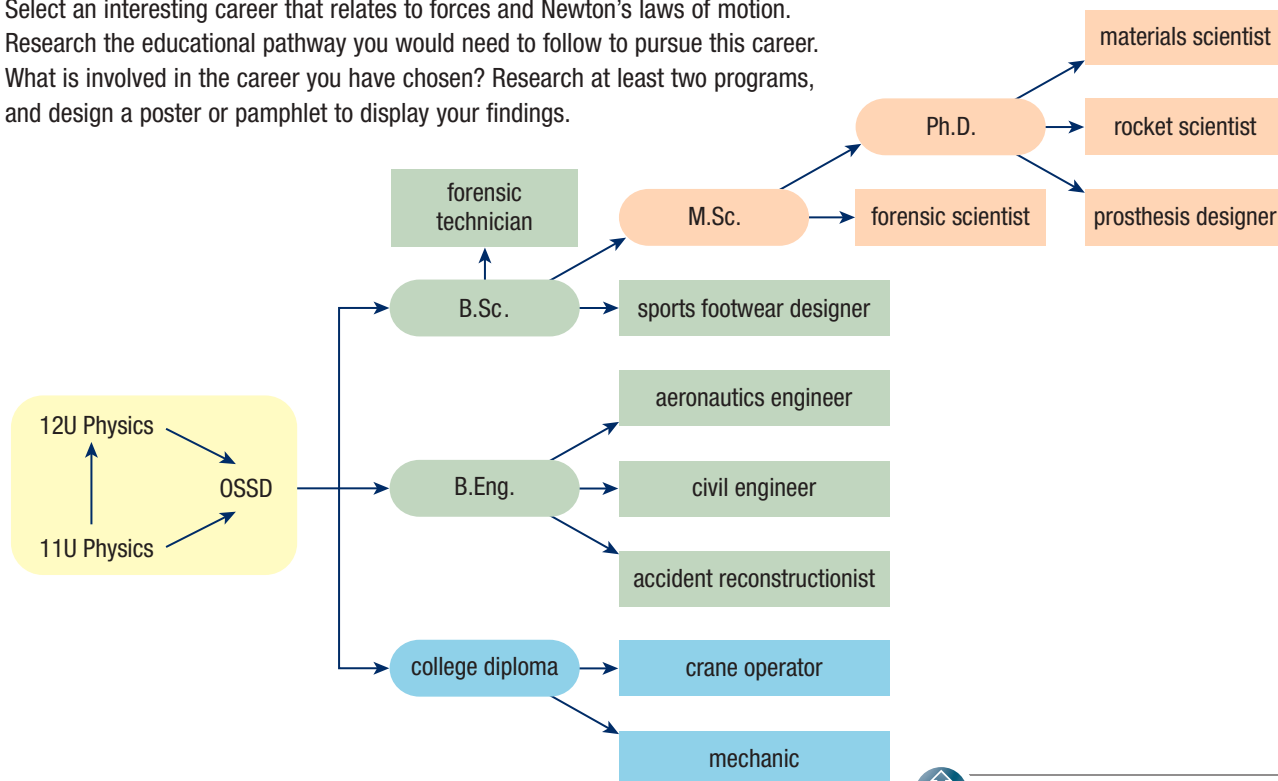 Select an interesting career that relates to forces and Newton's laws of motion.
Research the educational pathway you would need to follow to pursue this career.
What is involved in the career you have chosen? Research at least two programs,
and design a poster or pamphlet to display your findings.
materials scientist
Ph.D.
rocket scientist
forensic
technician
M.Sc.
forensic scientist
prosthesis designer
B.Sc.
sports footwear designer
aeronautics engineer
12U Physics
OSSD
B.Eng.
civil engineer
11U Physics
accident reconstructionist
college diploma
crane operator
mechanic